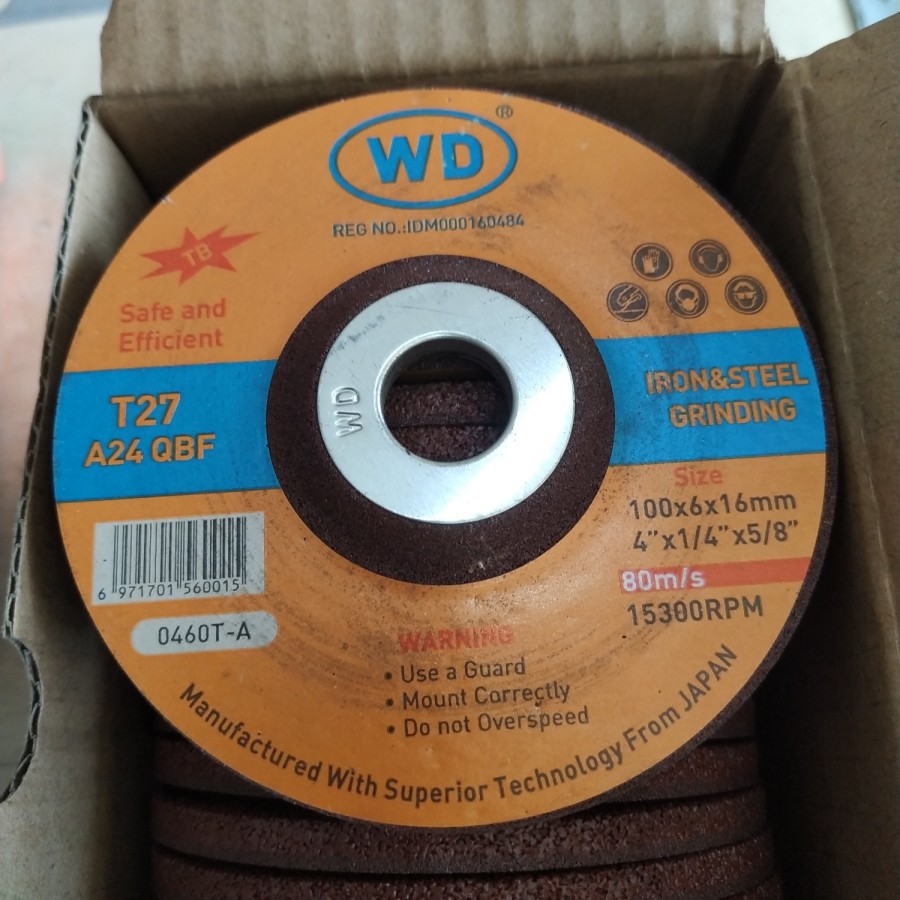 WD®
REG NO.:IDM000160484
TB
Safe and
Efficient
T27
A24 QBF
WD
IRON&STEEL
GRINDING
Size
100x6x16mm
4"x1/4"x5/8"
80m/s
15300RPM
6 971701 560015
0460T-A
WARNING
• Use a Guard
• Mount Correctly
• Do not Overspeed
Manufactured With Superior Technology From JAPAN